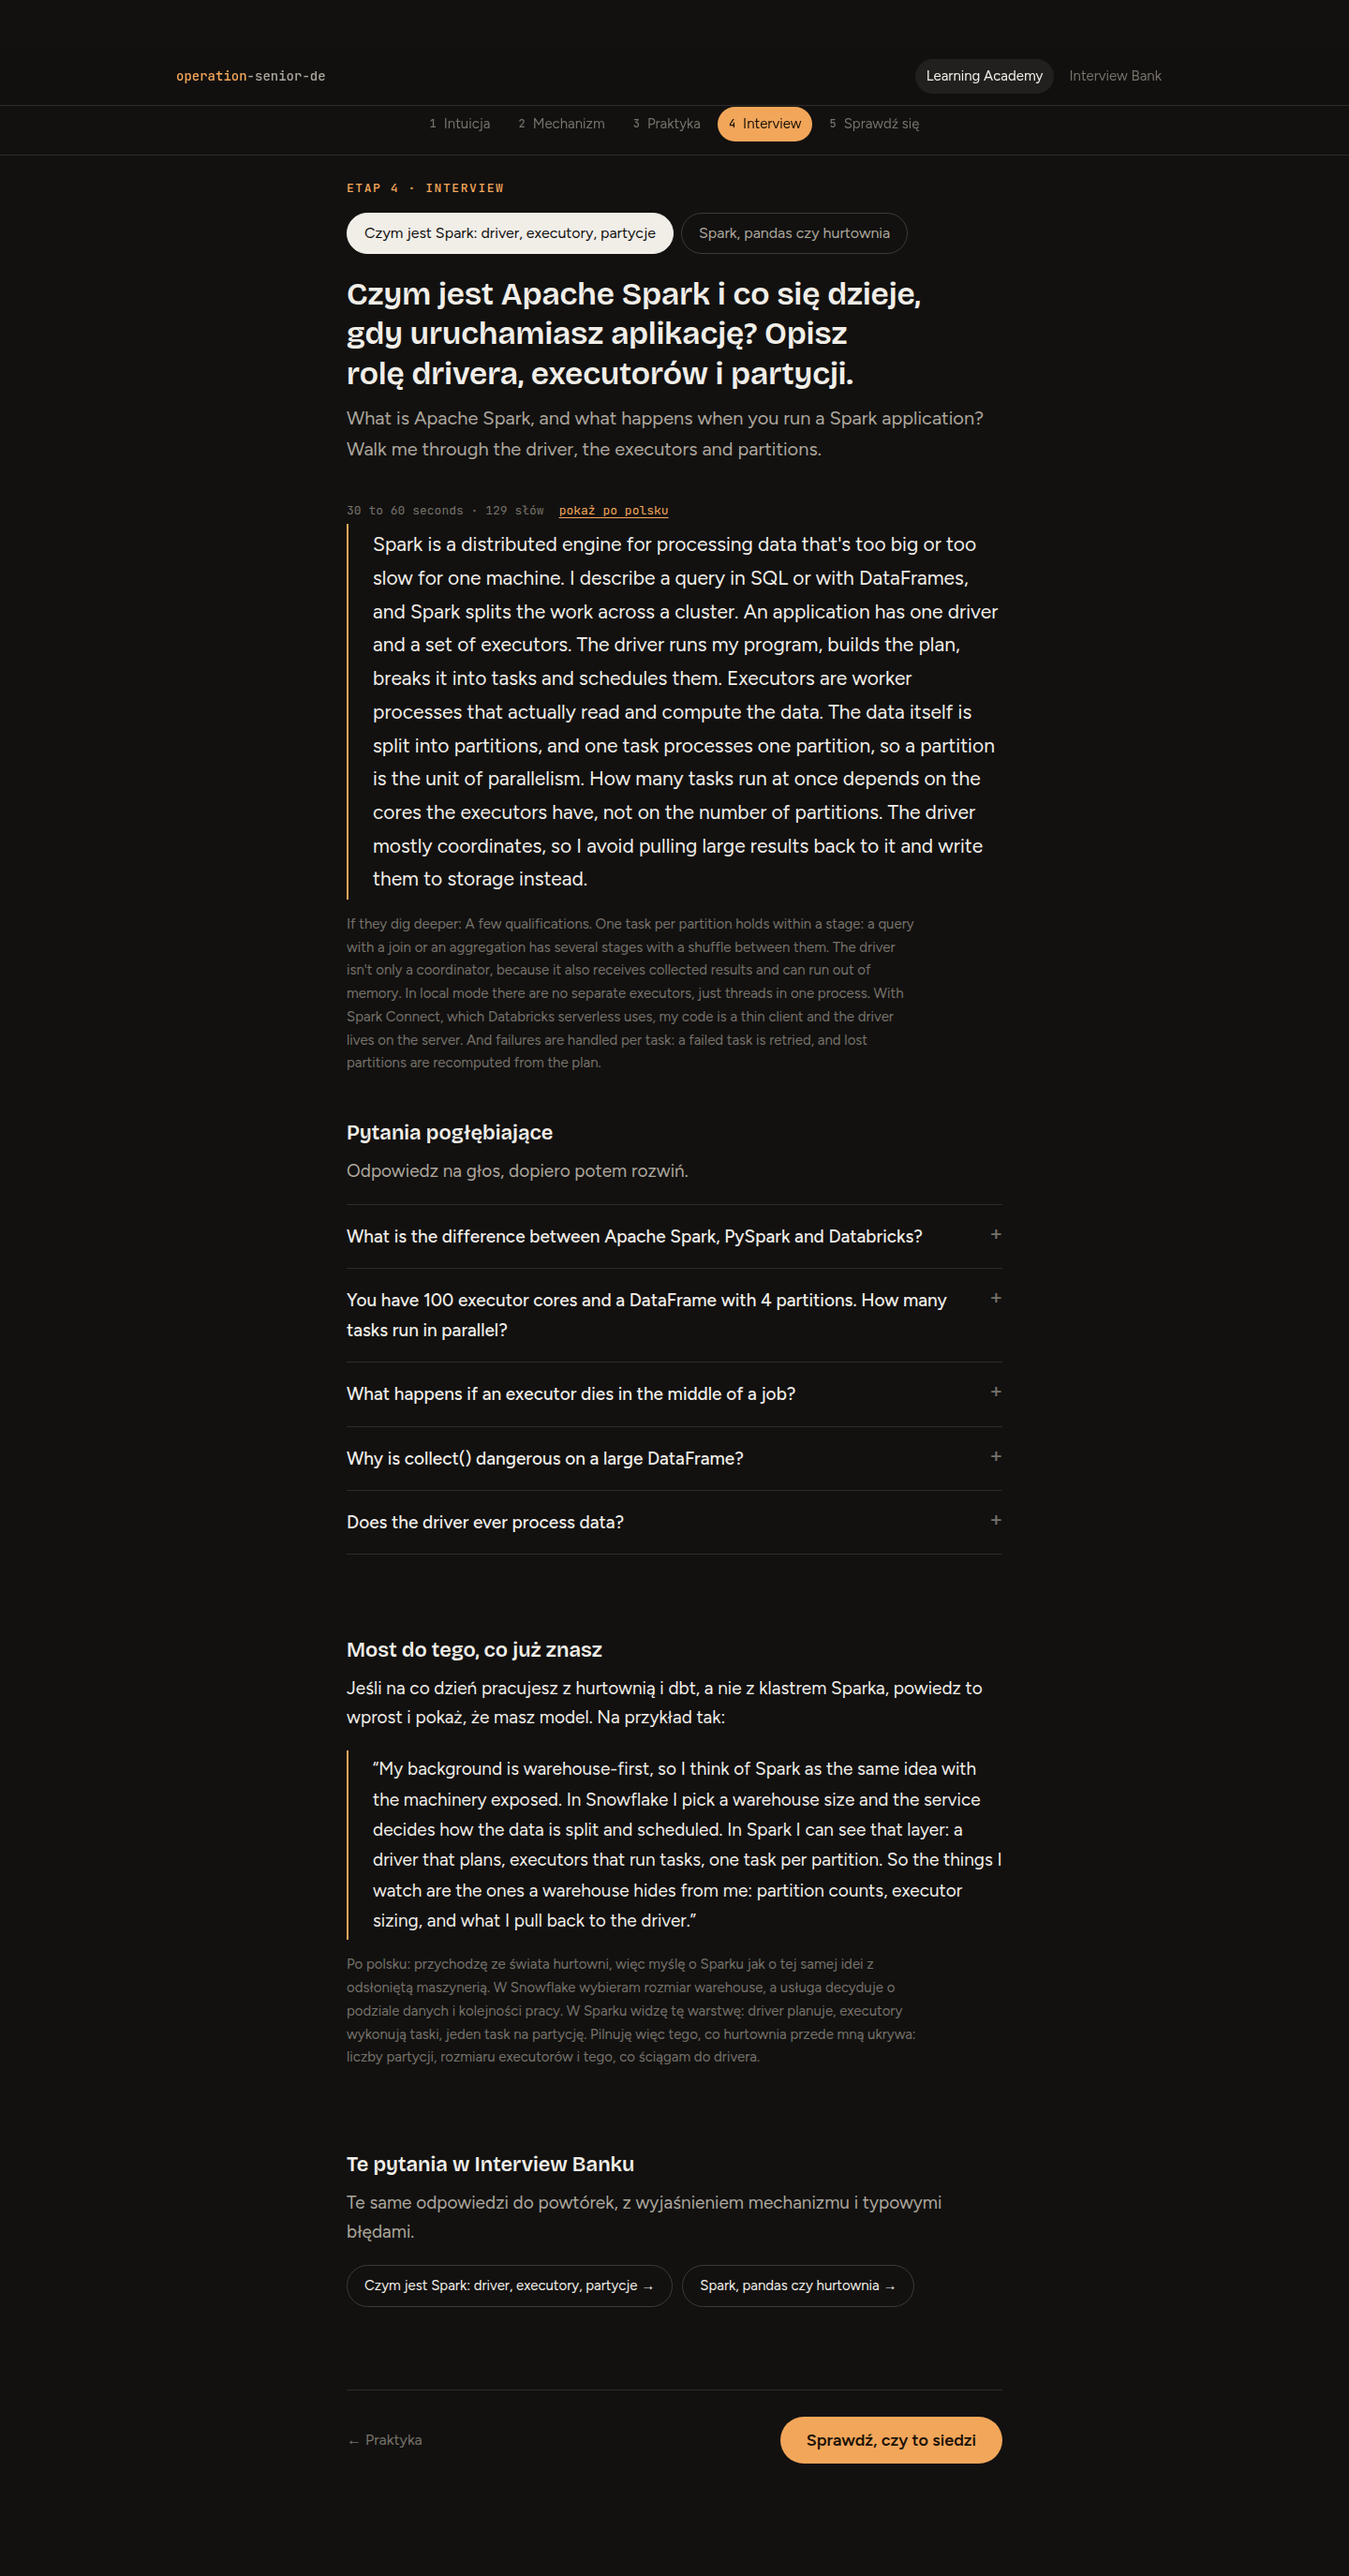 operation-senior-de
Learning Academy
Interview Bank
1 Intuicja
2 Mechanizm
3 Praktyka
4 Interview
5 Sprawdź się
ETAP 4 · INTERVIEW
Czym jest Spark: driver, executory, partycje
Spark, pandas czy hurtownia
Czym jest Apache Spark i co się dzieje,
gdy uruchamiasz aplikację? Opisz
rolę drivera, executorów i partycji.
What is Apache Spark, and what happens when you run a Spark application?
Walk me through the driver, the executors and partitions.
30 to 60 seconds · 129 słów pokaż po polsku
Spark is a distributed engine for processing data that's too big or too
slow for one machine. I describe a query in SQL or with DataFrames,
and Spark splits the work across a cluster. An application has one driver
and a set of executors. The driver runs my program, builds the plan,
breaks it into tasks and schedules them. Executors are worker
processes that actually read and compute the data. The data itself is
split into partitions, and one task processes one partition, so a partition
is the unit of parallelism. How many tasks run at once depends on the
cores the executors have, not on the number of partitions. The driver
mostly coordinates, so I avoid pulling large results back to it and write
them to storage instead.
If they dig deeper: A few qualifications. One task per partition holds within a stage: a query
with a join or an aggregation has several stages with a shuffle between them. The driver
isn't only a coordinator, because it also receives collected results and can run out of
memory. In local mode there are no separate executors, just threads in one process. With
Spark Connect, which Databricks serverless uses, my code is a thin client and the driver
lives on the server. And failures are handled per task: a failed task is retried, and lost
partitions are recomputed from the plan.
Pytania pogłębiające
Odpowiedz na głos, dopiero potem rozwiń.
What is the difference between Apache Spark, PySpark and Databricks? +
You have 100 executor cores and a DataFrame with 4 partitions. How many +
tasks run in parallel?
What happens if an executor dies in the middle of a job? +
Why is collect() dangerous on a large DataFrame? +
Does the driver ever process data? +
Most do tego, co już znasz
Jeśli na co dzień pracujesz z hurtownią i dbt, a nie z klastrem Sparka, powiedz to
wprost i pokaż, że masz model. Na przykład tak:
“My background is warehouse-first, so I think of Spark as the same idea with
the machinery exposed. In Snowflake I pick a warehouse size and the service
decides how the data is split and scheduled. In Spark I can see that layer: a
driver that plans, executors that run tasks, one task per partition. So the things I
watch are the ones a warehouse hides from me: partition counts, executor
sizing, and what I pull back to the driver.”
Po polsku: przychodzę ze świata hurtowni, więc myślę o Sparku jak o tej samej idei z
odsłoniętą maszynerią. W Snowflake wybieram rozmiar warehouse, a usługa decyduje o
podziale danych i kolejności pracy. W Sparku widzę tę warstwę: driver planuje, executory
wykonują taski, jeden task na partycję. Pilnuję więc tego, co hurtownia przede mną ukrywa:
liczby partycji, rozmiaru executorów i tego, co ściągam do drivera.
Te pytania w Interview Banku
Te same odpowiedzi do powtórek, z wyjaśnieniem mechanizmu i typowymi
błędami.
Czym jest Spark: driver, executory, partycje →
Spark, pandas czy hurtownia →
← Praktyka
Sprawdź, czy to siedzi